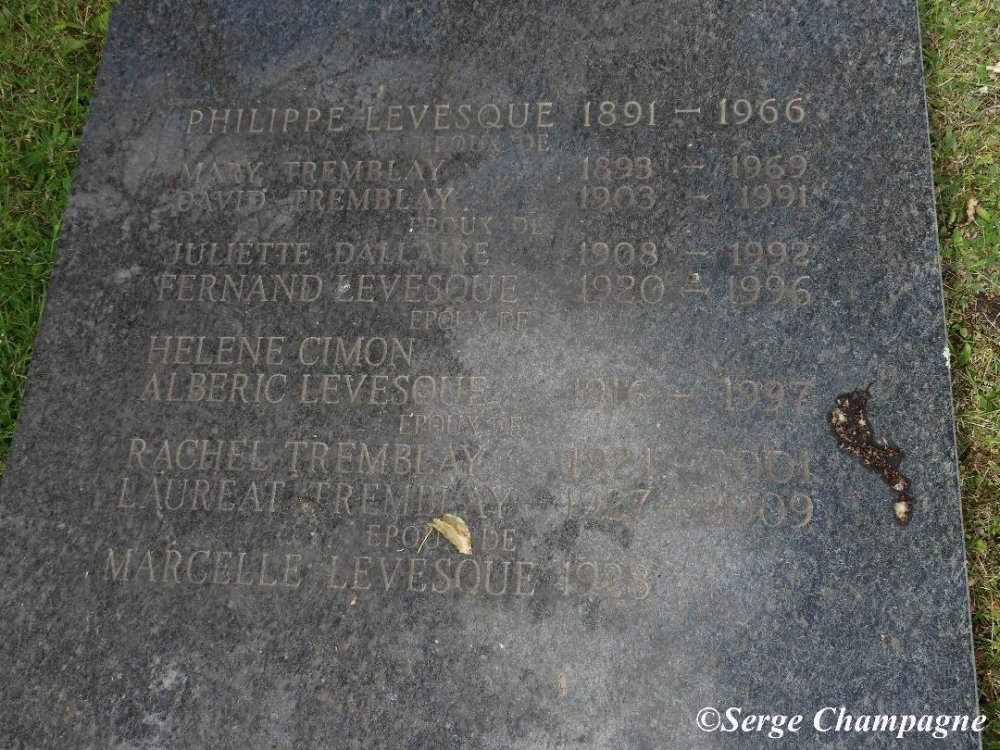 PHILIPPE LEVESQUE 1891 - 1966
EPOUX DE
MARY TREMBLAY 1893 - 1969
DAVID TREMBLAY 1903 - 1991
EPOUX DE
JULIETTE DALLAIRE 1908 - 1992
FERNAND LEVESQUE 1920 - 1996
EPOUX DE
HELENE CIMON
ALBERIC LEVESQUE 1916 - 1997
EPOUX DE
RACHEL TREMBLAY 1921 - 2001
LAUREAT TREMBLAY 1927 - 2009
EPOUX DE
MARCELLE LEVESQUE 1928
©Serge Champagne